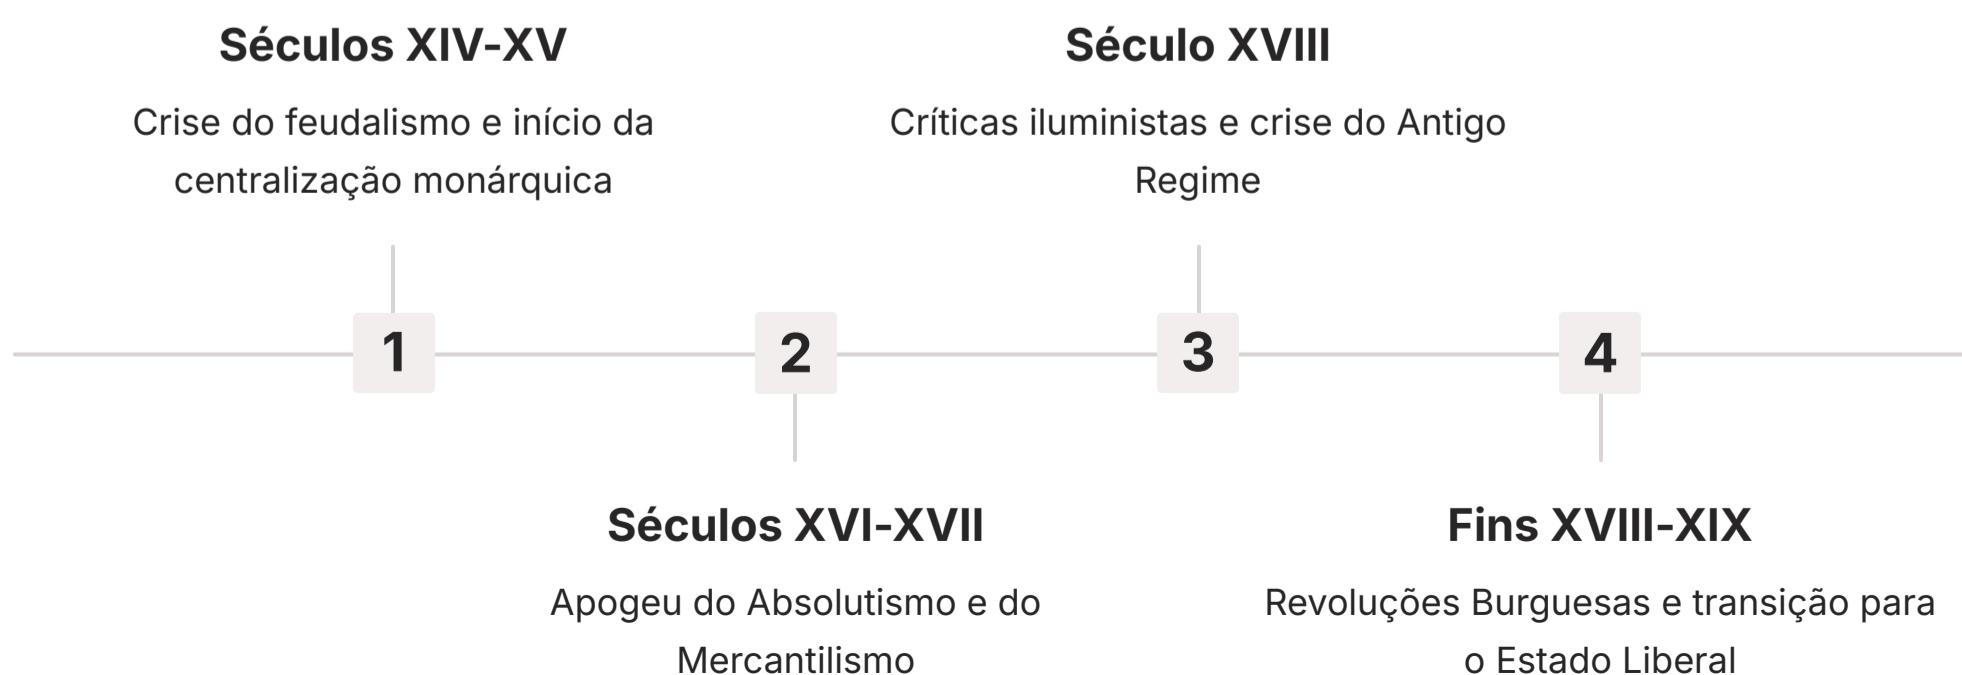 Séculos XIV-XV
Crise do feudalismo e início da
centralização monárquica
Século XVIII
Críticas iluministas e crise do Antigo
Regime
1
2
3
4
Séculos XVI-XVII
Apogeu do Absolutismo e do
Mercantilismo
Fins XVIII-XIX
Revoluções Burguesas e transição para
o Estado Liberal